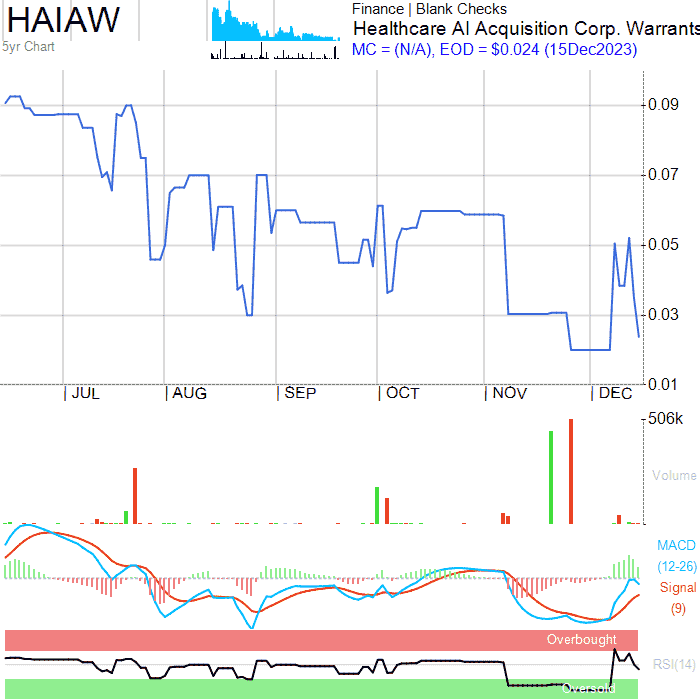 HAIAW
5yr Chart
Finance | Blank Checks
Healthcare AI Acquisition Corp. Warrants
MC = (N/A), EOD = $0.024 (15Dec2023)
0.09
0.07
0.05
0.03
0.01
JUL
AUG
SEP
OCT
NOV
DEC
506k
Volume
MACD
(12-26)
Signal
(9)
Overbought
RSI(14)
Oversold